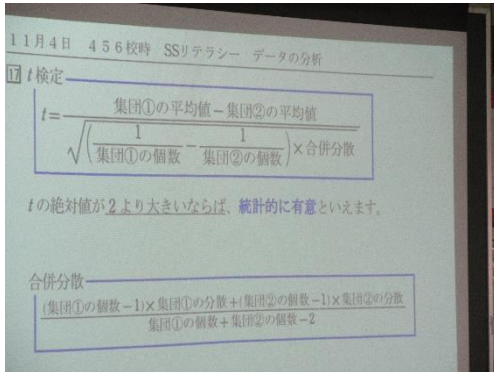 11月4日 456校時 SSリテラシー データの分析
17 t検定
t=集団①の平均値−集団②の平均値/√((1/集団①の個数−1/集団②の個数)×合併分散)
tの絶対値が2より大きいならば、統計的に有意といえます。
合併分散
(集団①の個数−1)×集団①の分散+(集団②の個数−1)×集団②の分散
集団①の個数+集団②の個数−2